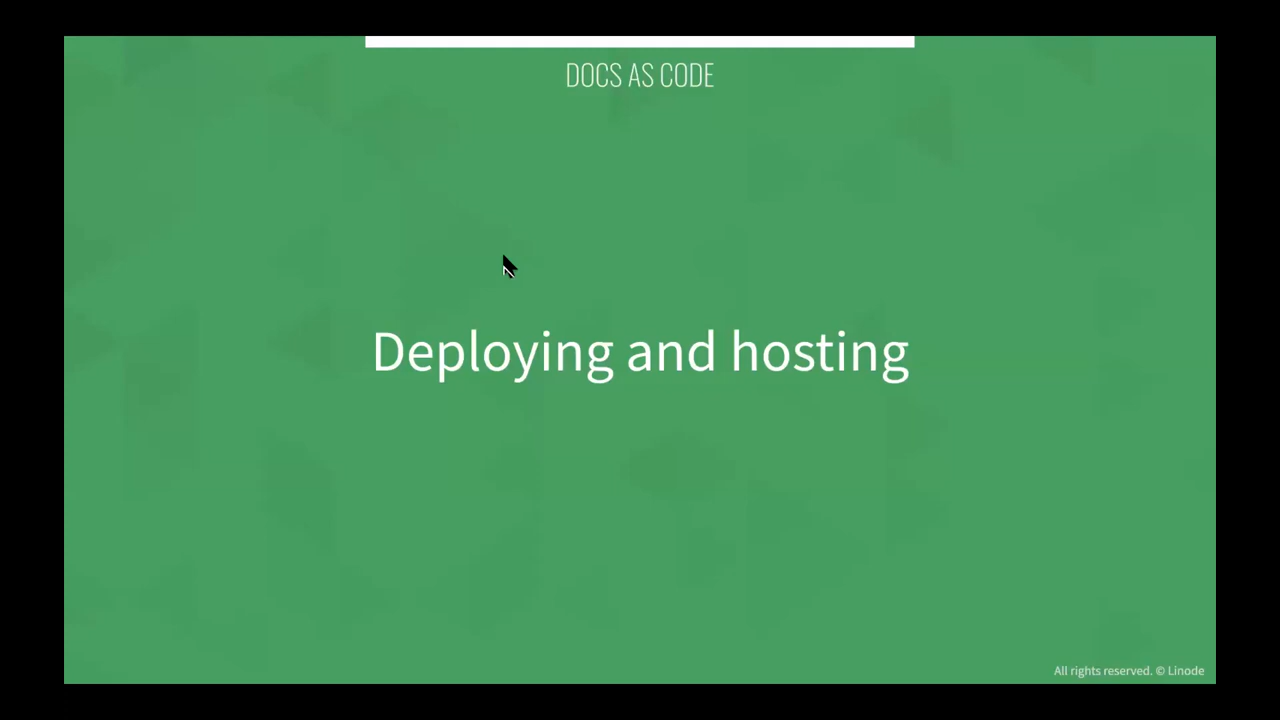 DOCS AS CODE
Deploying and hosting
All rights reserved. © Linode